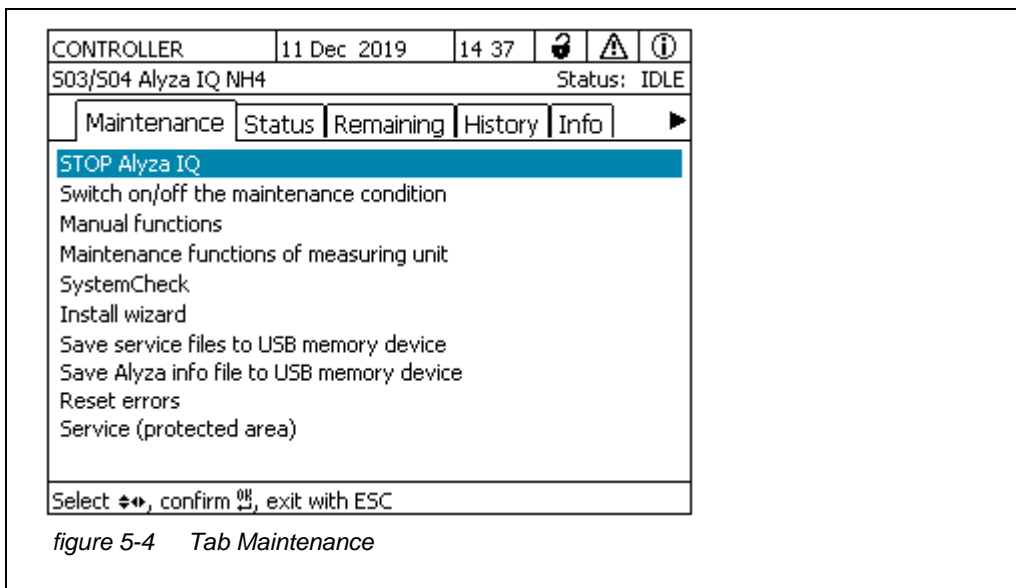 CONTROLLER 11 Dec 2019 14 37
S03/S04 Alyza IQ NH4 Status: IDLE
Maintenance Status Remaining History Info
STOP Alyza IQ
Switch on/off the maintenance condition
Manual functions
Maintenance functions of measuring unit
SystemCheck
Install wizard
Save service files to USB memory device
Save Alyza info file to USB memory device
Reset errors
Service (protected area)
Select , confirm OK, exit with ESC
figure 5-4 Tab Maintenance